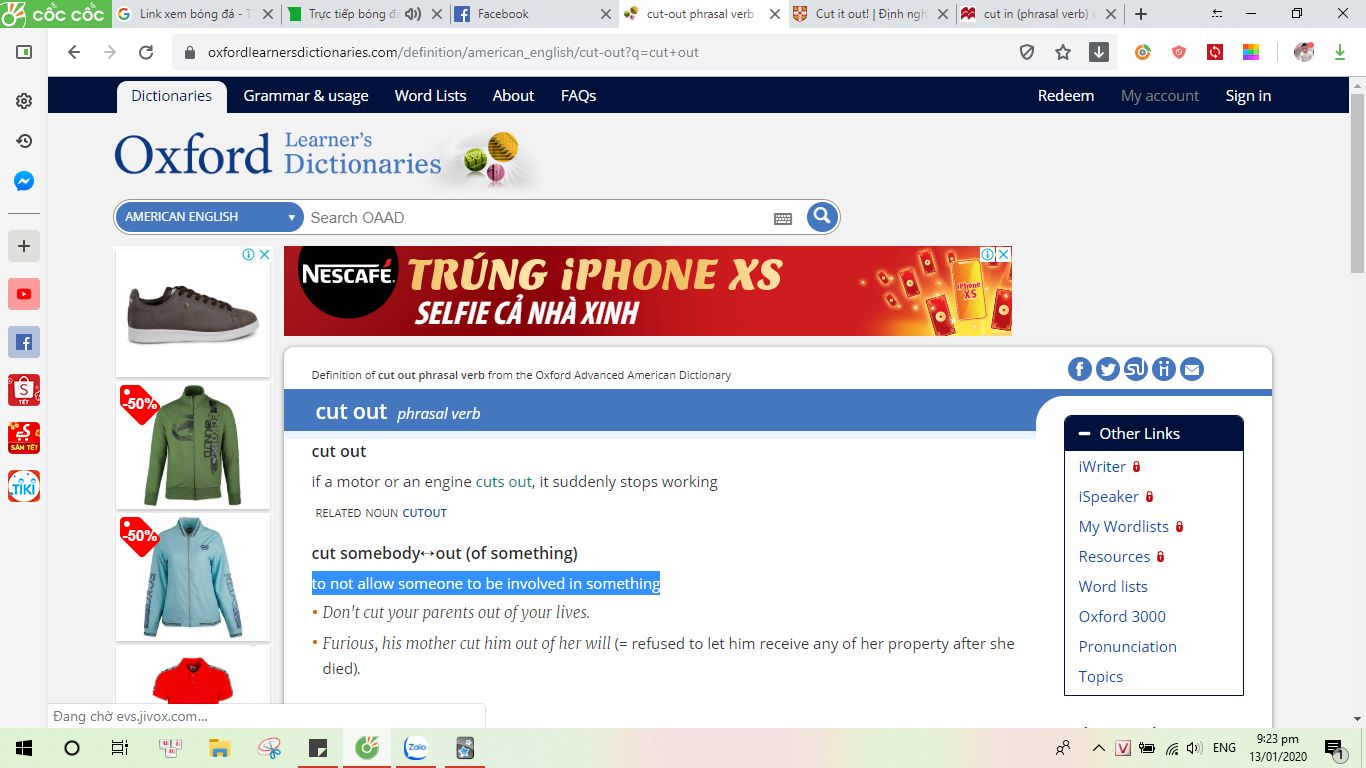 CỐC CỐC
Link xem bóng đá - T
Trực tiếp bóng đ
Facebook
cut-out phrasal verb
Cut it out! | Định ngh
cut in (phrasal verb)
oxfordlearnersdictionaries.com/definition/american_english/cut-out?q=cut+out
Dictionaries
Grammar & usage
Word Lists
About
FAQs
Redeem
My account
Sign in
Oxford Learner's Dictionaries
AMERICAN ENGLISH
Search OAAD
NESCAFÉ.
TRÚNG iPHONE XS
SELFIE CẢ NHÀ XINH
iPhone XS
-50%
-50%
Definition of cut out phrasal verb from the Oxford Advanced American Dictionary
cut out phrasal verb
cut out
if a motor or an engine cuts out, it suddenly stops working
RELATED NOUN CUTOUT
cut somebody↔out (of something)
to not allow someone to be involved in something
• Don't cut your parents out of your lives.
• Furious, his mother cut him out of her will (= refused to let him receive any of her property after she
died).
Other Links
iWriter
iSpeaker
My Wordlists
Resources
Word lists
Oxford 3000
Pronunciation
Topics
TẾT
SẮM TẾT
TIKI
Đang chờ evs.jivox.com...
Zalo
V
ENG
9:23 pm
13/01/2020
1